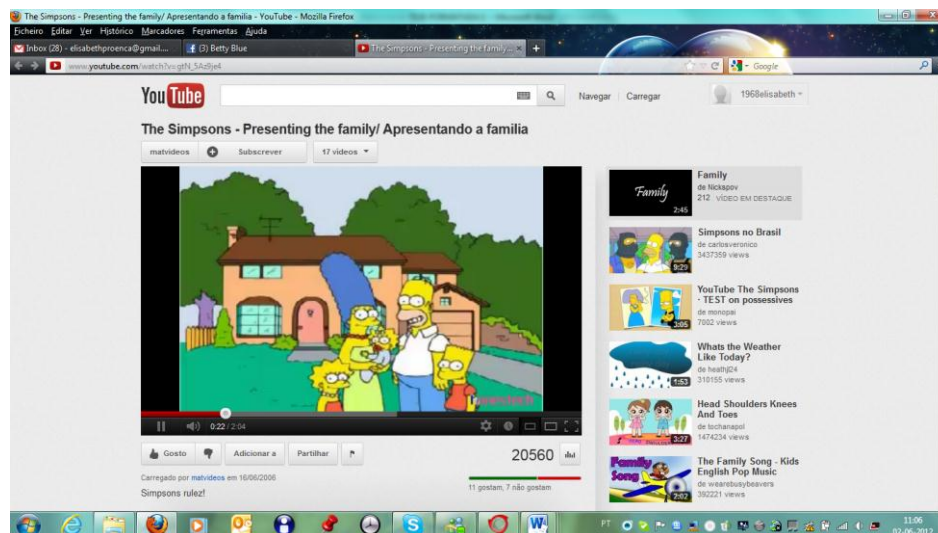 The Simpsons - Presenting the family/ Apresentando a familia - YouTube - Mozilla Firefox
Ficheiro Editar Ver Histórico Marcadores Ferramentas Ajuda
Inbox (28) - elisabethproenca@gmail.... (3) Betty Blue The Simpsons - Presenting the family... × +
www.youtube.com/watch?v=gtN_5Az9je4 Google
YouTube Navegar Carregar 1968elisabeth
The Simpsons - Presenting the family/ Apresentando a familia
matvideos Subscrever 17 vídeos
0:22 / 2:04
Gosto Adicionar a Partilhar 20560
Carregado por matvideos em 16/06/2006
11 gostam, 7 não gostam
Simpsons rulez!
Family
Family
de Nickapov
212 VÍDEO EM DESTAQUE
2:45
Simpsons no Brasil
de carlosveronico
3437359 views
9:29
YouTube The Simpsons
- TEST on possessives
de monopai
7002 views
3:05
Whats the Weather
Like Today?
de heathjl24
310155 views
1:53
Head Shoulders Knees
And Toes
de tochanapol
1474234 views
3:27
Family
Song
The Family Song - Kids
English Pop Music
de wearebusybeavers
392221 views
2:02
PT
11:06
02-06-2012